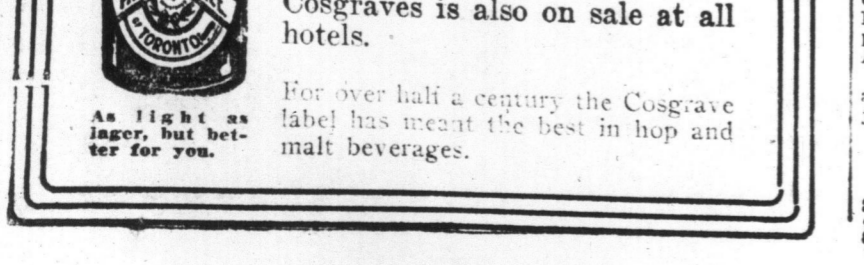 Cosgraves is also on sale at all
hotels.
For over half a century the Cosgrave
label has meant the best in hop and
malt beverages.
OF TORONTO
As light as
lager, but bet-
ter for you.